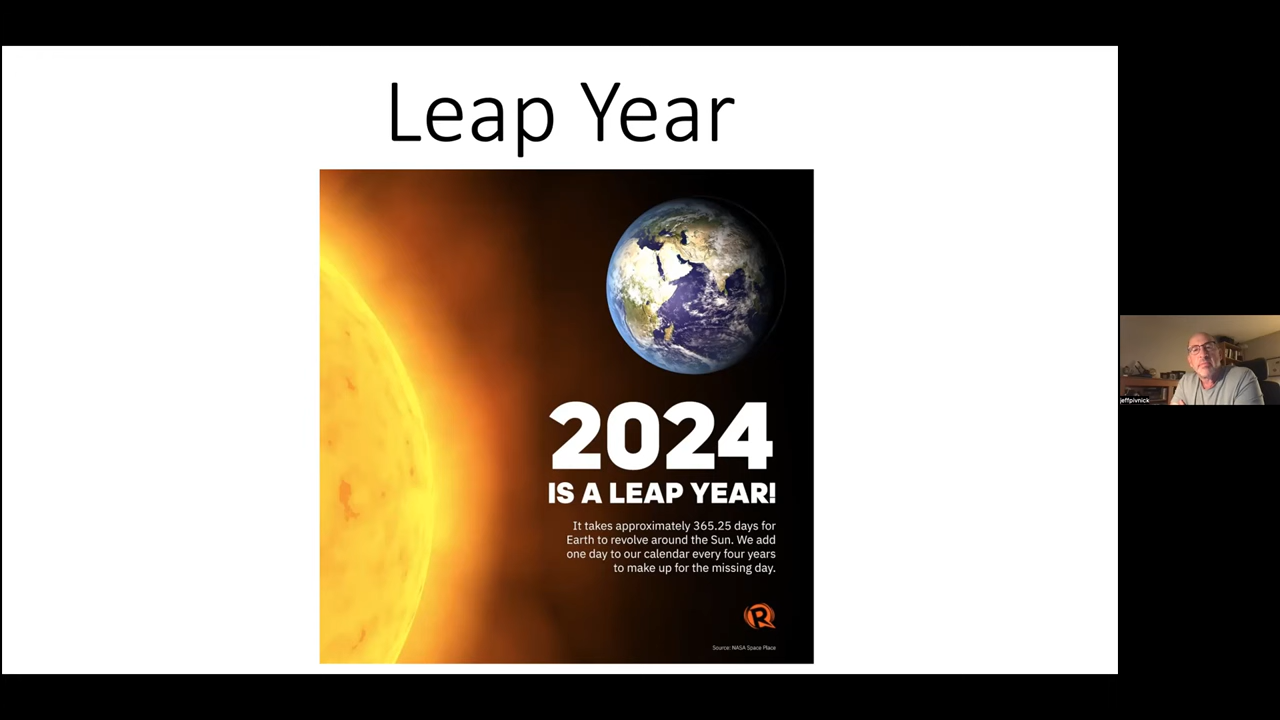 Leap Year
2024
IS A LEAP YEAR!
It takes approximately 365.25 days for
Earth to revolve around the Sun. We add
one day to our calendar every four years
to make up for the missing day.
R
Source: NASA Space Place
jeffpivnick